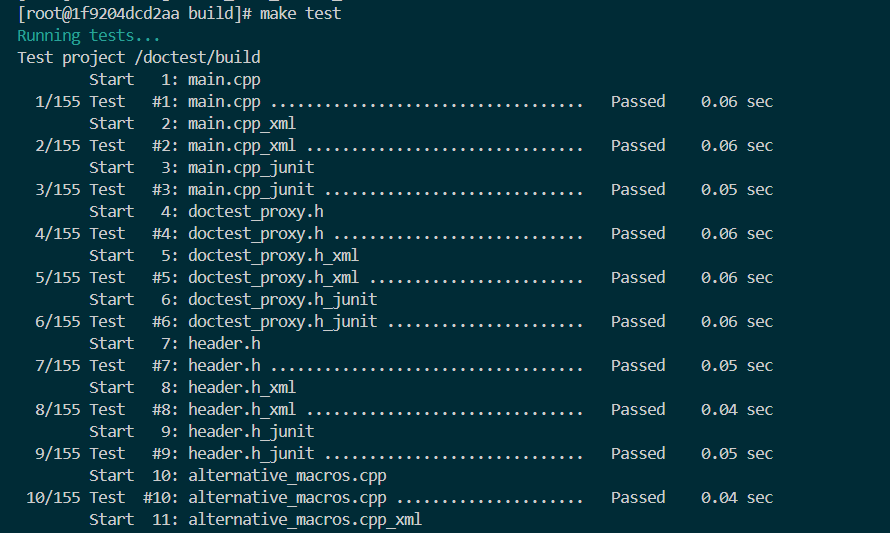 [root@1f9204dcd2aa build]# make test
Running tests...
Test project /doctest/build
        Start   1: main.cpp
  1/155 Test   #1: main.cpp ...................................   Passed    0.06 sec
        Start   2: main.cpp_xml
  2/155 Test   #2: main.cpp_xml ...............................   Passed    0.06 sec
        Start   3: main.cpp_junit
  3/155 Test   #3: main.cpp_junit .............................   Passed    0.05 sec
        Start   4: doctest_proxy.h
  4/155 Test   #4: doctest_proxy.h ............................   Passed    0.06 sec
        Start   5: doctest_proxy.h_xml
  5/155 Test   #5: doctest_proxy.h_xml ........................   Passed    0.06 sec
        Start   6: doctest_proxy.h_junit
  6/155 Test   #6: doctest_proxy.h_junit ......................   Passed    0.06 sec
        Start   7: header.h
  7/155 Test   #7: header.h ...................................   Passed    0.05 sec
        Start   8: header.h_xml
  8/155 Test   #8: header.h_xml ...............................   Passed    0.04 sec
        Start   9: header.h_junit
  9/155 Test   #9: header.h_junit .............................   Passed    0.05 sec
        Start  10: alternative_macros.cpp
 10/155 Test  #10: alternative_macros.cpp .....................   Passed    0.04 sec
        Start  11: alternative_macros.cpp_xml